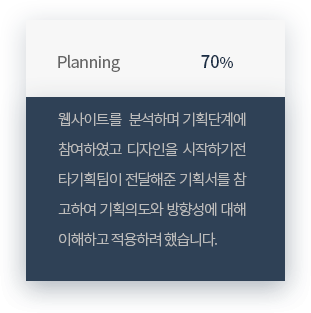 Planning 70%
웹사이트를 분석하며 기획단계에
참여하였고 디자인을 시작하기전
타기획팀이 전달해준 기획서를 참
고하여 기획의도와 방향성에 대해
이해하고 적용하려 했습니다.